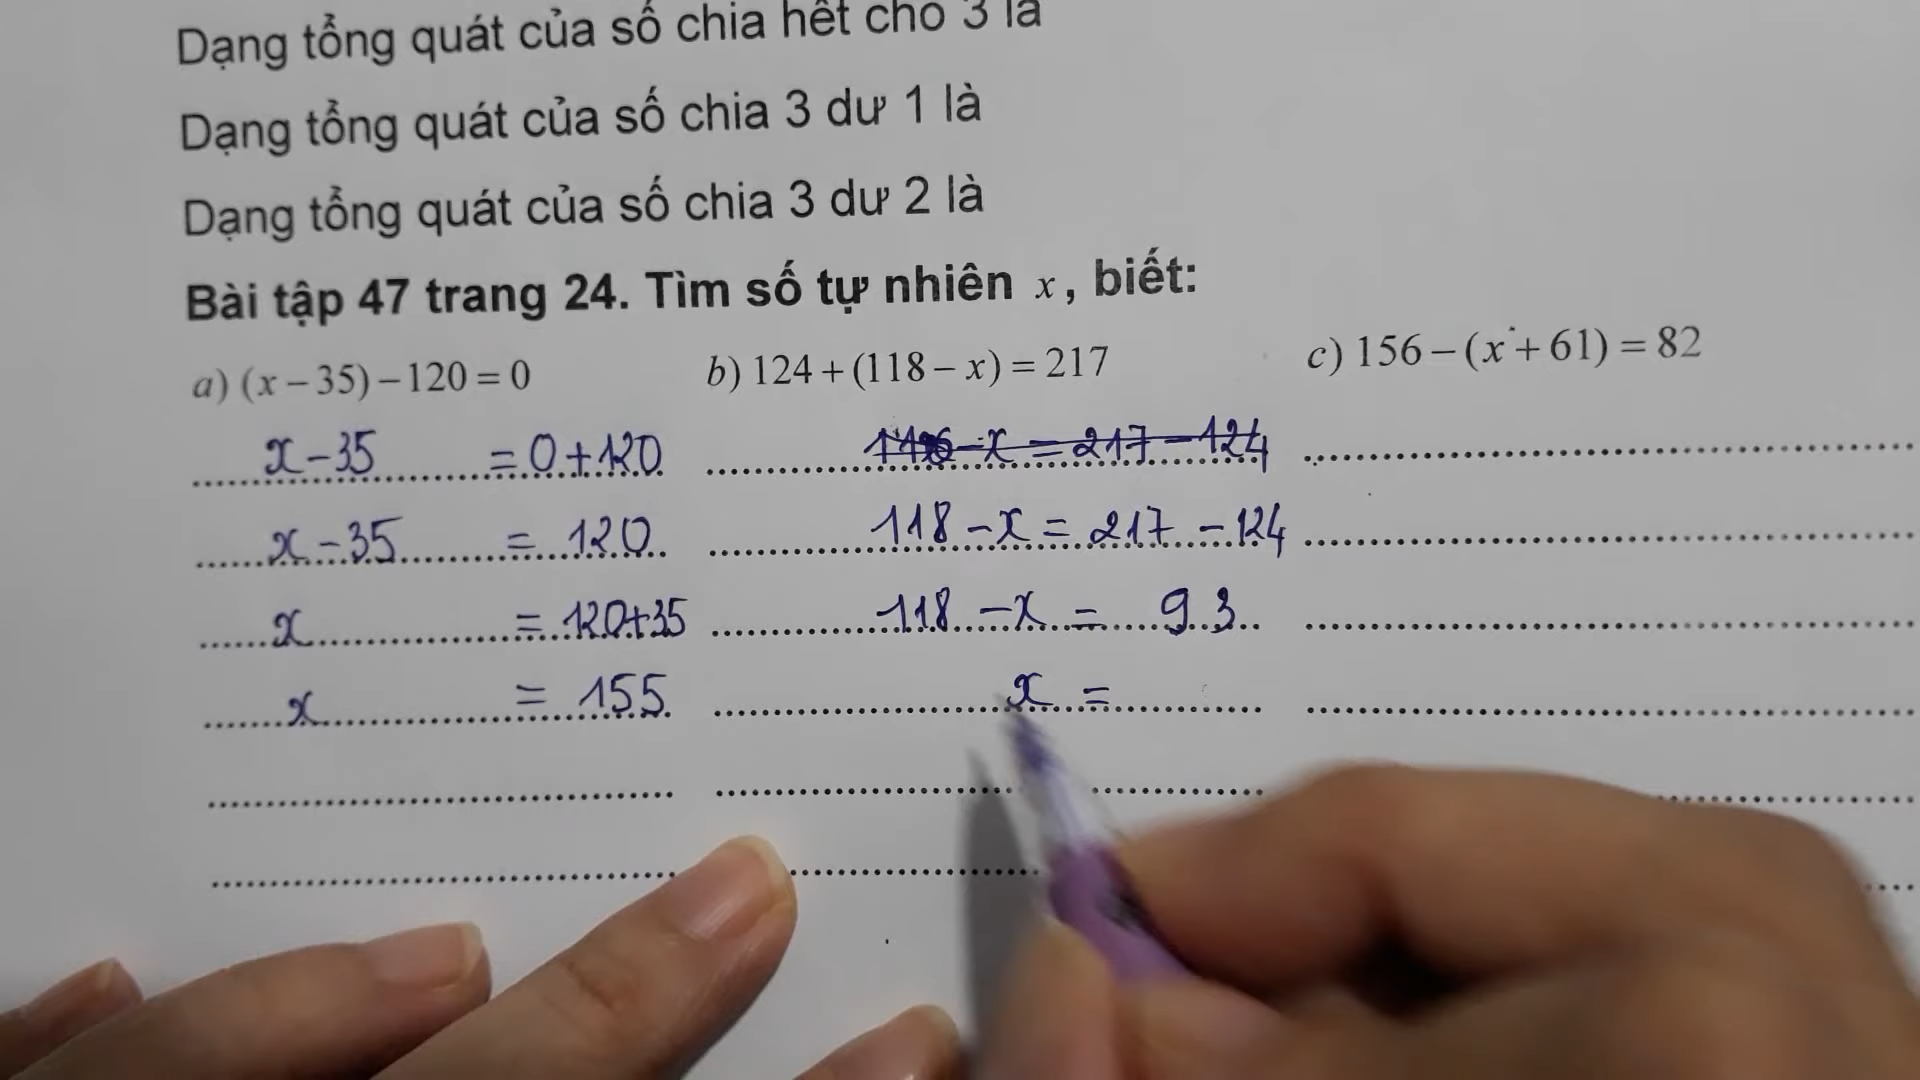 Dạng tổng quát của số chia hết cho 3 là
Dạng tổng quát của số chia 3 dư 1 là
Dạng tổng quát của số chia 3 dư 2 là
Bài tập 47 trang 24. Tìm số tự nhiên x, biết:
a) (x – 35) – 120 = 0
x – 35 = 0 + 120
x – 35 = 120
x = 120 + 35
x = 155
b) 124 + (118 – x) = 217
– x = 217 – 124
118 – x = 217 – 124
118 – x = 93
x =
c) 156 – (x + 61) = 82